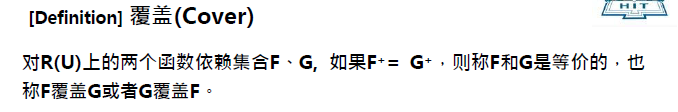 [Definition] 覆盖(Cover)
HIT
对R(U)上的两个函数依赖集合F、G, 如果F⁺= G⁺，则称F和G是等价的，也
称F覆盖G或者G覆盖F。